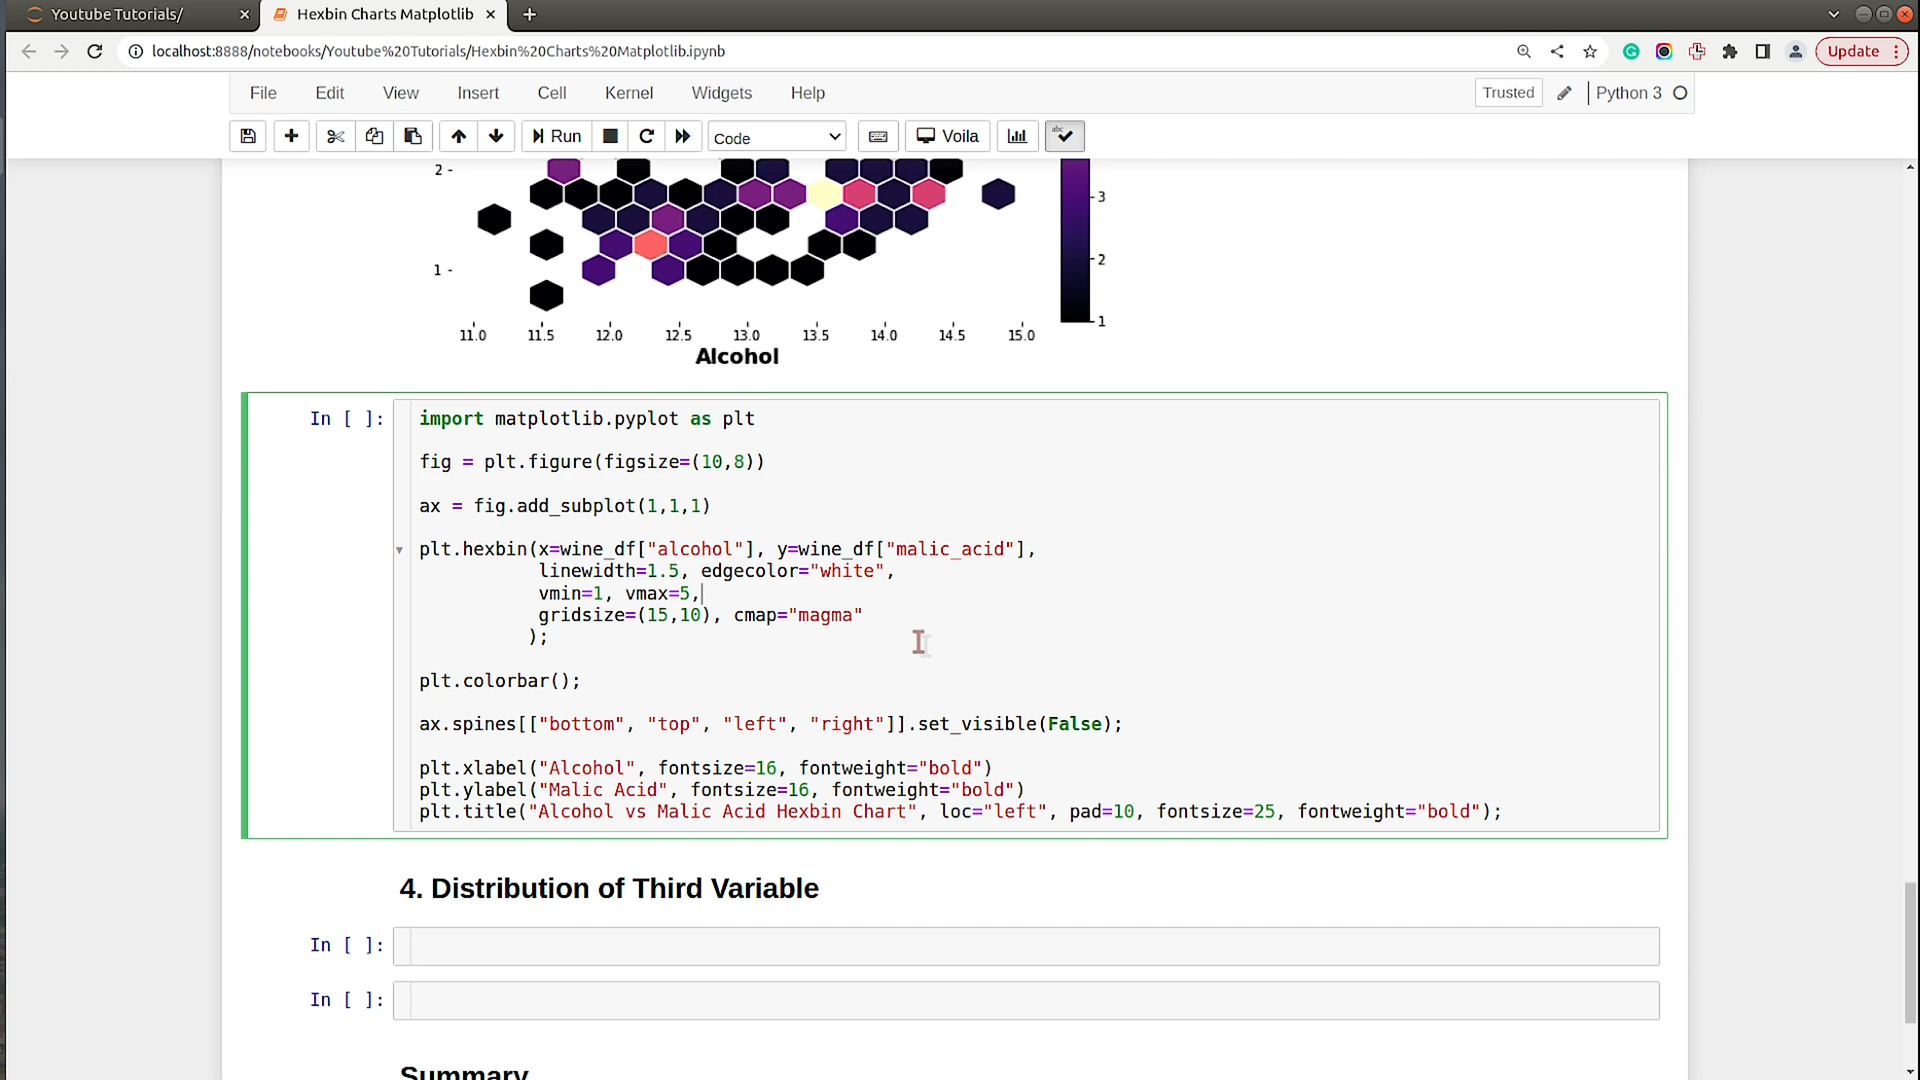 Youtube Tutorials/
Hexbin Charts Matplotlib
localhost:8888/notebooks/Youtube%20Tutorials/Hexbin%20Charts%20Matplotlib.ipynb
Update
File Edit View Insert Cell Kernel Widgets Help
Trusted
Python 3
Run
Code
Voila
2
3
2
1
1
11.0 11.5 12.0 12.5 13.0 13.5 14.0 14.5 15.0
Alcohol
In [ ]:
import matplotlib.pyplot as plt
fig = plt.figure(figsize=(10,8))
ax = fig.add_subplot(1,1,1)
plt.hexbin(x=wine_df["alcohol"], y=wine_df["malic_acid"],
linewidth=1.5, edgecolor="white",
vmin=1, vmax=5,
gridsize=(15,10), cmap="magma"
);
plt.colorbar();
ax.spines[["bottom", "top", "left", "right"]].set_visible(False);
plt.xlabel("Alcohol", fontsize=16, fontweight="bold")
plt.ylabel("Malic Acid", fontsize=16, fontweight="bold")
plt.title("Alcohol vs Malic Acid Hexbin Chart", loc="left", pad=10, fontsize=25, fontweight="bold");
4. Distribution of Third Variable
In [ ]:
In [ ]:
Summary